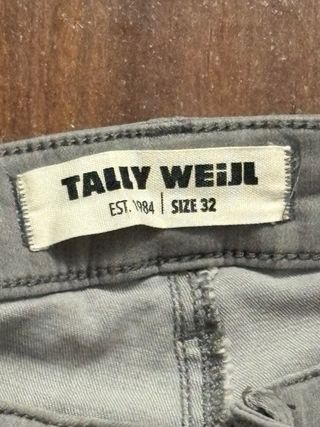 TALLY WEiJL
EST. 1984 | SIZE 32